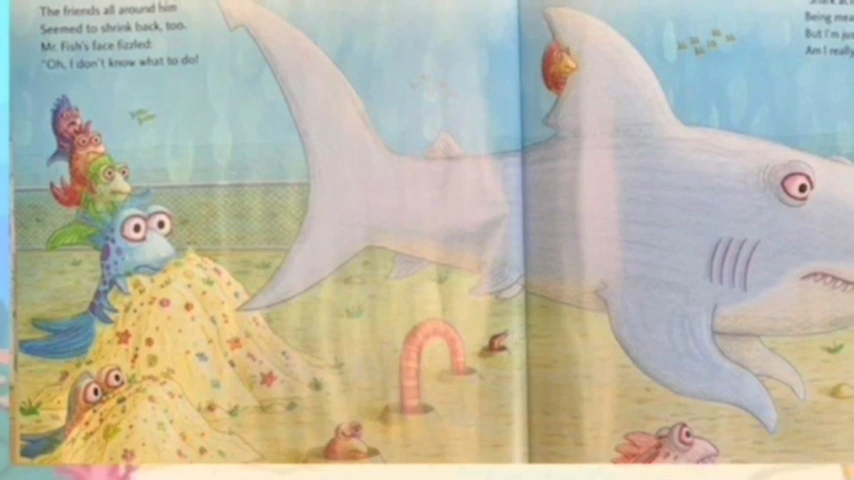 The friends all around him
Seemed to shrink back, too.
Mr. Fish's face fizzled:
"Oh, I don't know what to do!
Being mea
But I'm jus
Am I really